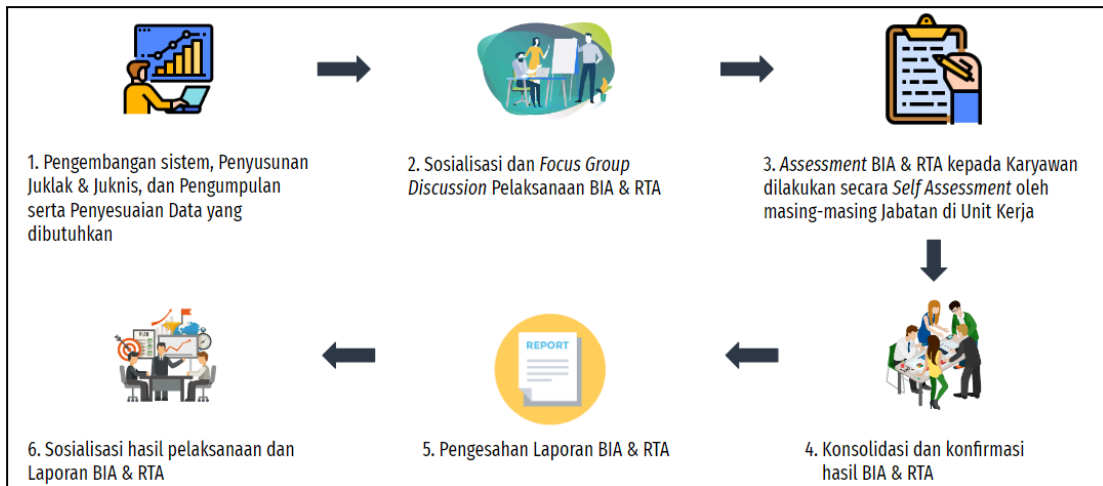 1. Pengembangan sistem, Penyusunan
Juklak & Juknis, dan Pengumpulan
serta Penyesuaian Data yang
dibutuhkan
2. Sosialisasi dan Focus Group
Discussion Pelaksanaan BIA & RTA
3. Assessment BIA & RTA kepada Karyawan
dilakukan secara Self Assessment oleh
masing-masing Jabatan di Unit Kerja
4. Konsolidasi dan konfirmasi
hasil BIA & RTA
REPORT
5. Pengesahan Laporan BIA & RTA
6. Sosialisasi hasil pelaksanaan dan
Laporan BIA & RTA